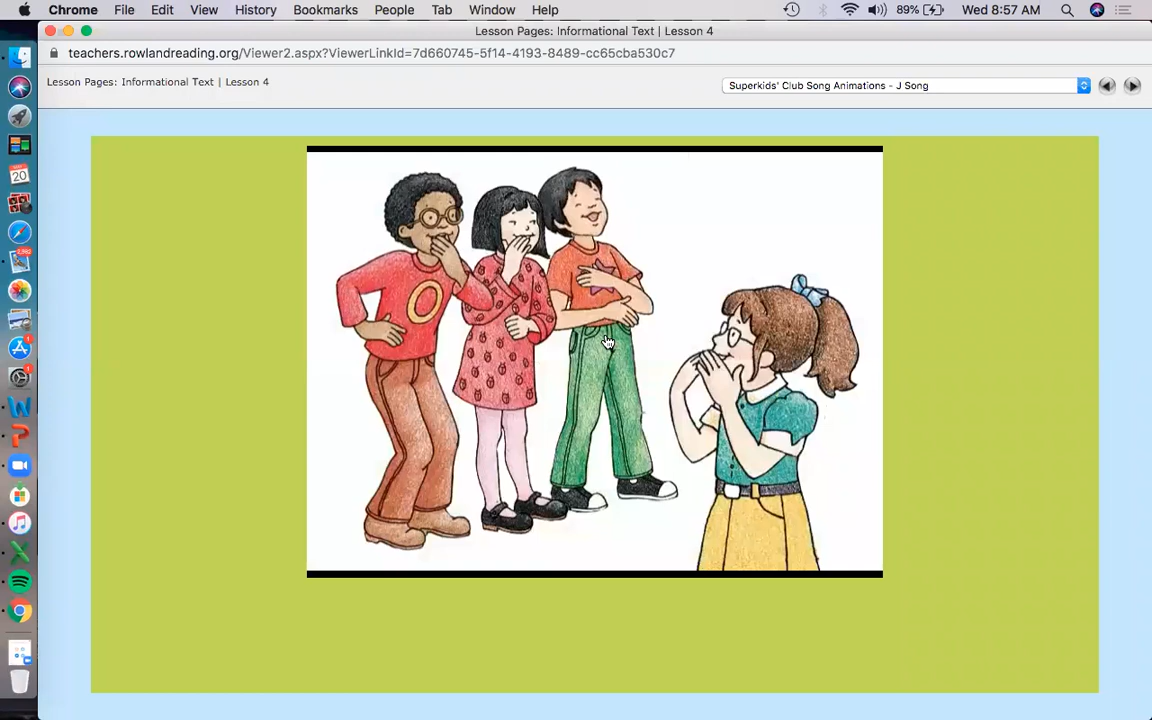 Chrome File Edit View History Bookmarks People Tab Window Help 89% Wed 8:57 AM
Lesson Pages: Informational Text | Lesson 4
teachers.rowlandreading.org/Viewer2.aspx?ViewerLinkId=7d660745-5f14-4193-8489-cc65cba530c7
Lesson Pages: Informational Text | Lesson 4
Superkids' Club Song Animations - J Song
20
O